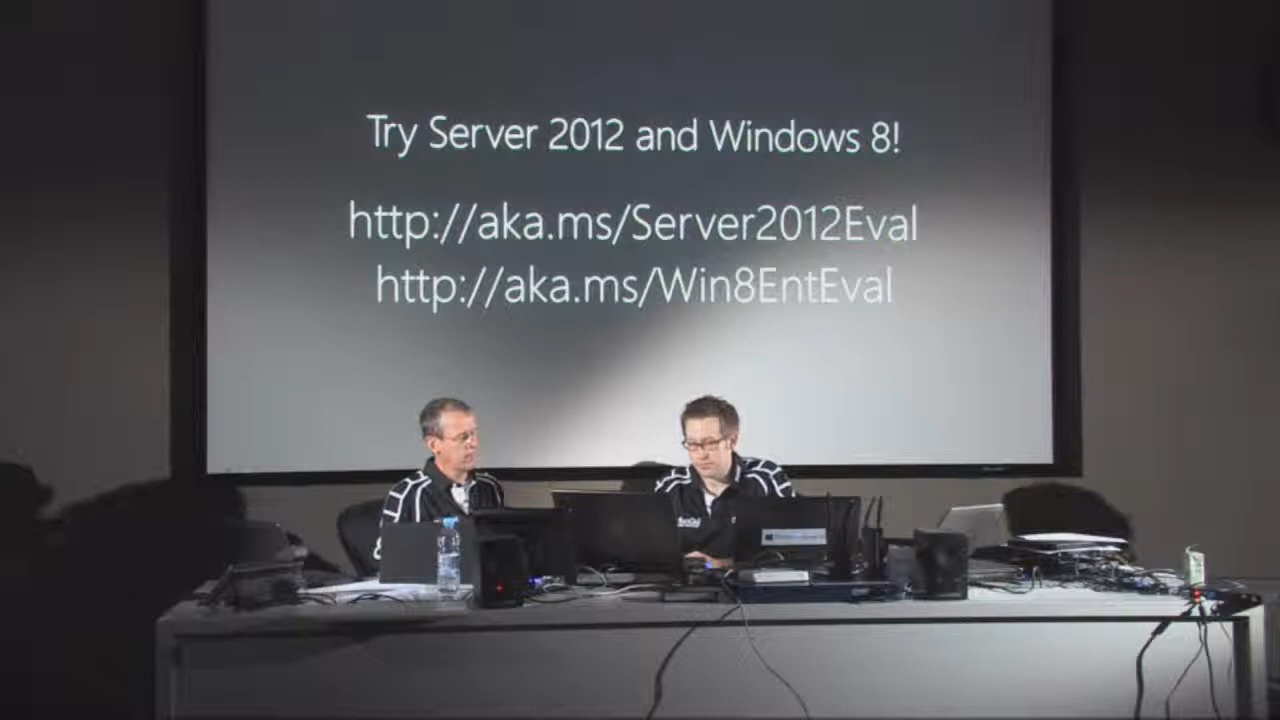 Try Server 2012 and Windows 8!
http://aka.ms/Server2012Eval
http://aka.ms/Win8EntEval